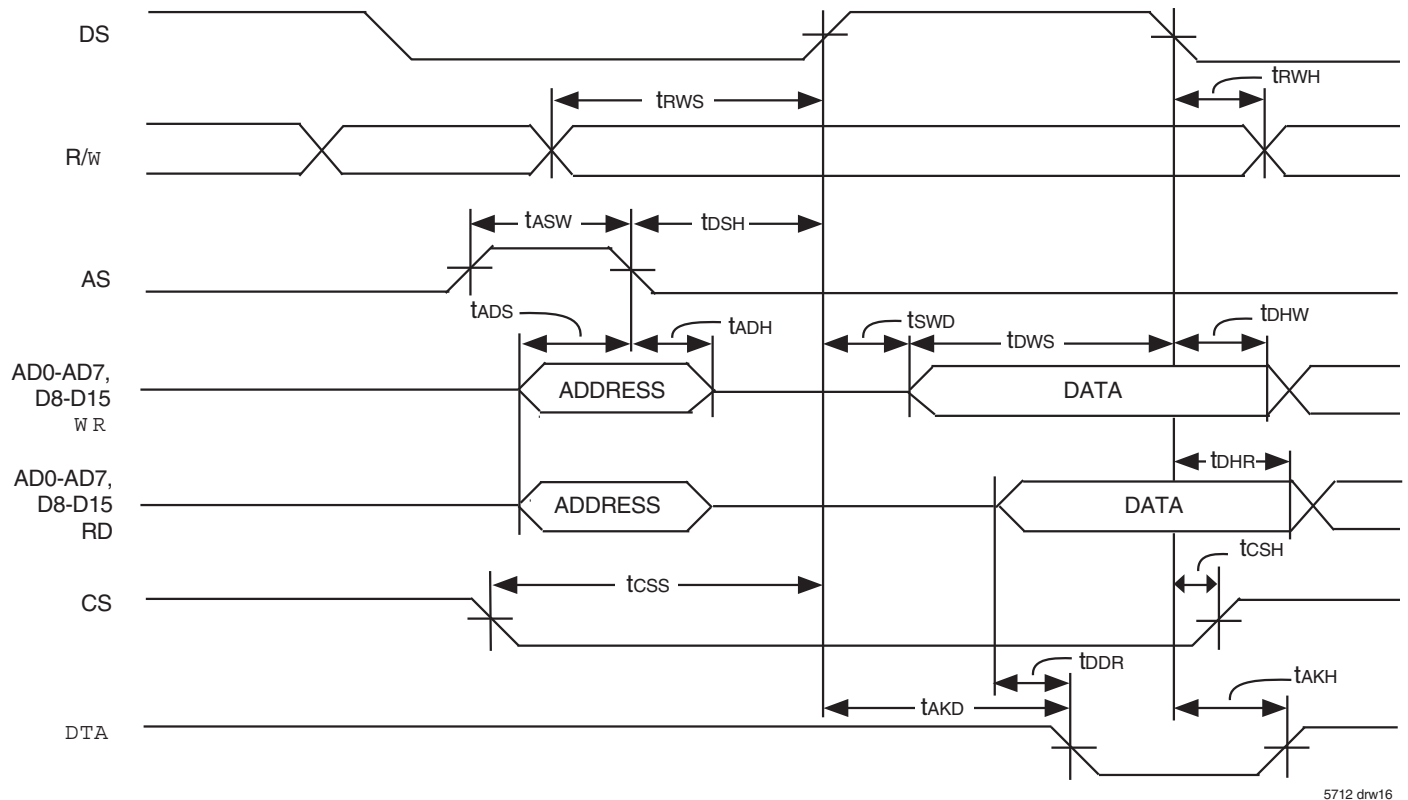 DS
tRWH
tRWS
R/W
tASW
tDSH
AS
tADS
tADH
tSWD
tDWS
tDHW
AD0-AD7,
D8-D15
WR
ADDRESS
DATA
tDHR
AD0-AD7,
D8-D15
RD
ADDRESS
DATA
tCSH
tCSS
CS
tDDR
tAKH
tAKD
DTA
5712 drw16